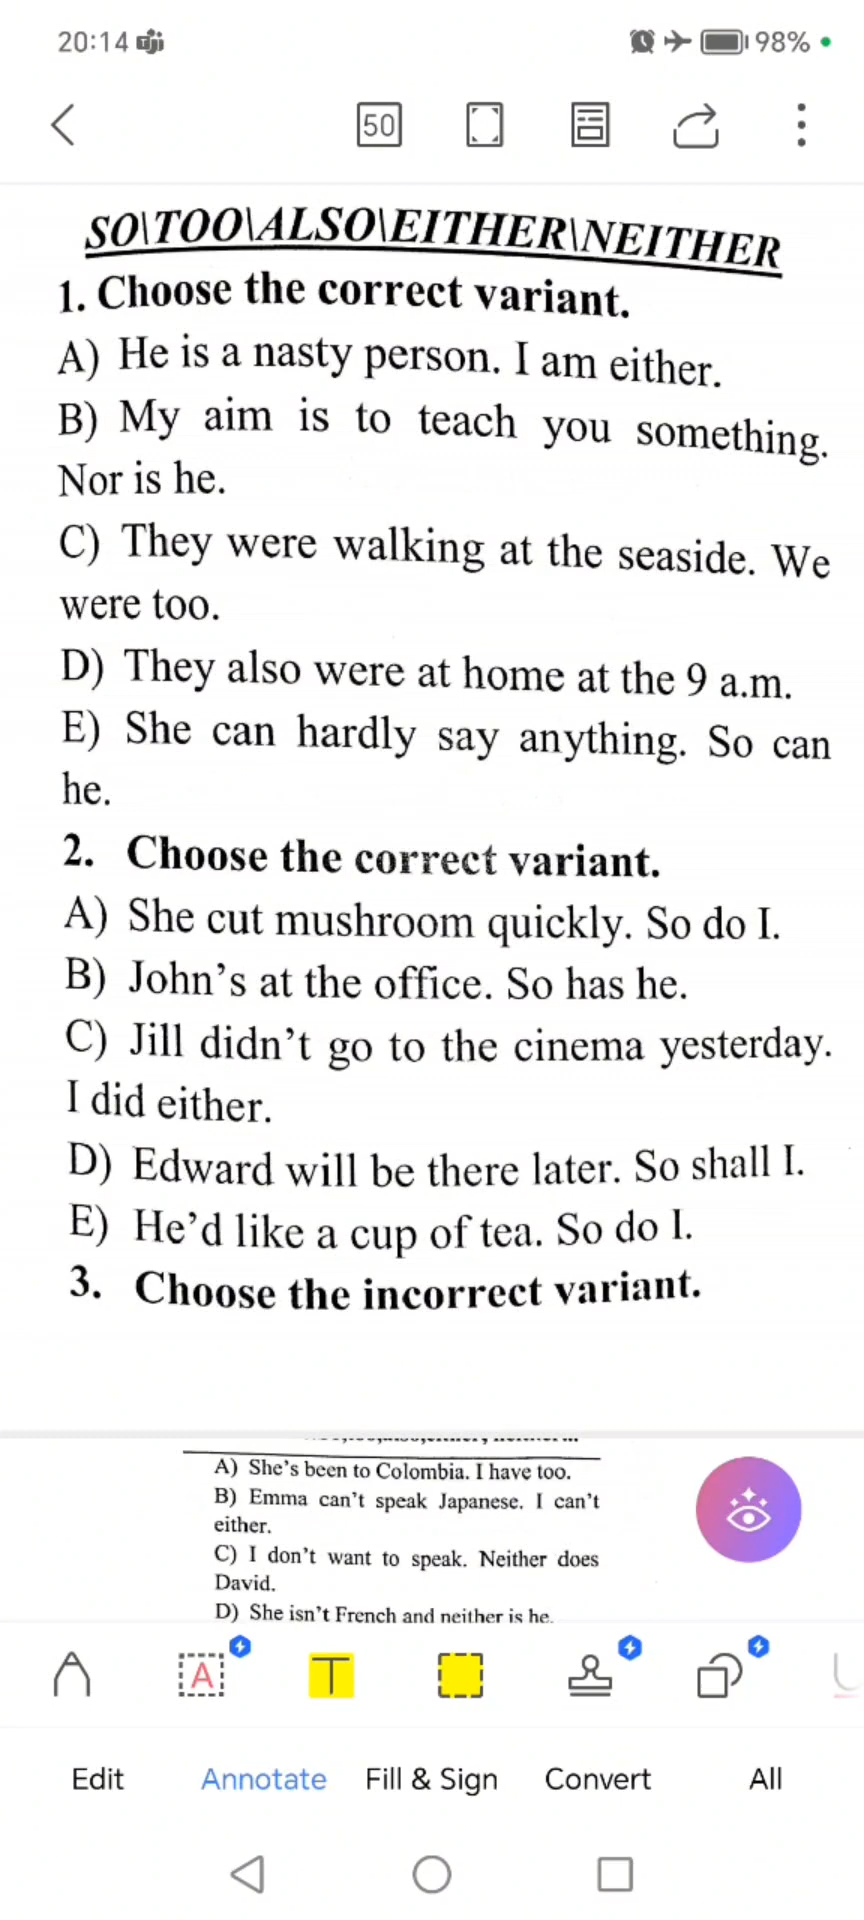 20:14
98%
50
SO\TOO\ALSO\EITHER\NEITHER
1. Choose the correct variant.
A) He is a nasty person. I am either.
B) My aim is to teach you something.
Nor is he.
C) They were walking at the seaside. We
were too.
D) They also were at home at the 9 a.m.
E) She can hardly say anything. So can
he.
2. Choose the correct variant.
A) She cut mushroom quickly. So do I.
B) John's at the office. So has he.
C) Jill didn't go to the cinema yesterday.
I did either.
D) Edward will be there later. So shall I.
E) He'd like a cup of tea. So do I.
3. Choose the incorrect variant.
A) She's been to Colombia. I have too.
B) Emma can't speak Japanese. I can't
either.
C) I don't want to speak. Neither does
David.
D) She isn't French and neither is he.
A
T
Edit Annotate Fill & Sign Convert All